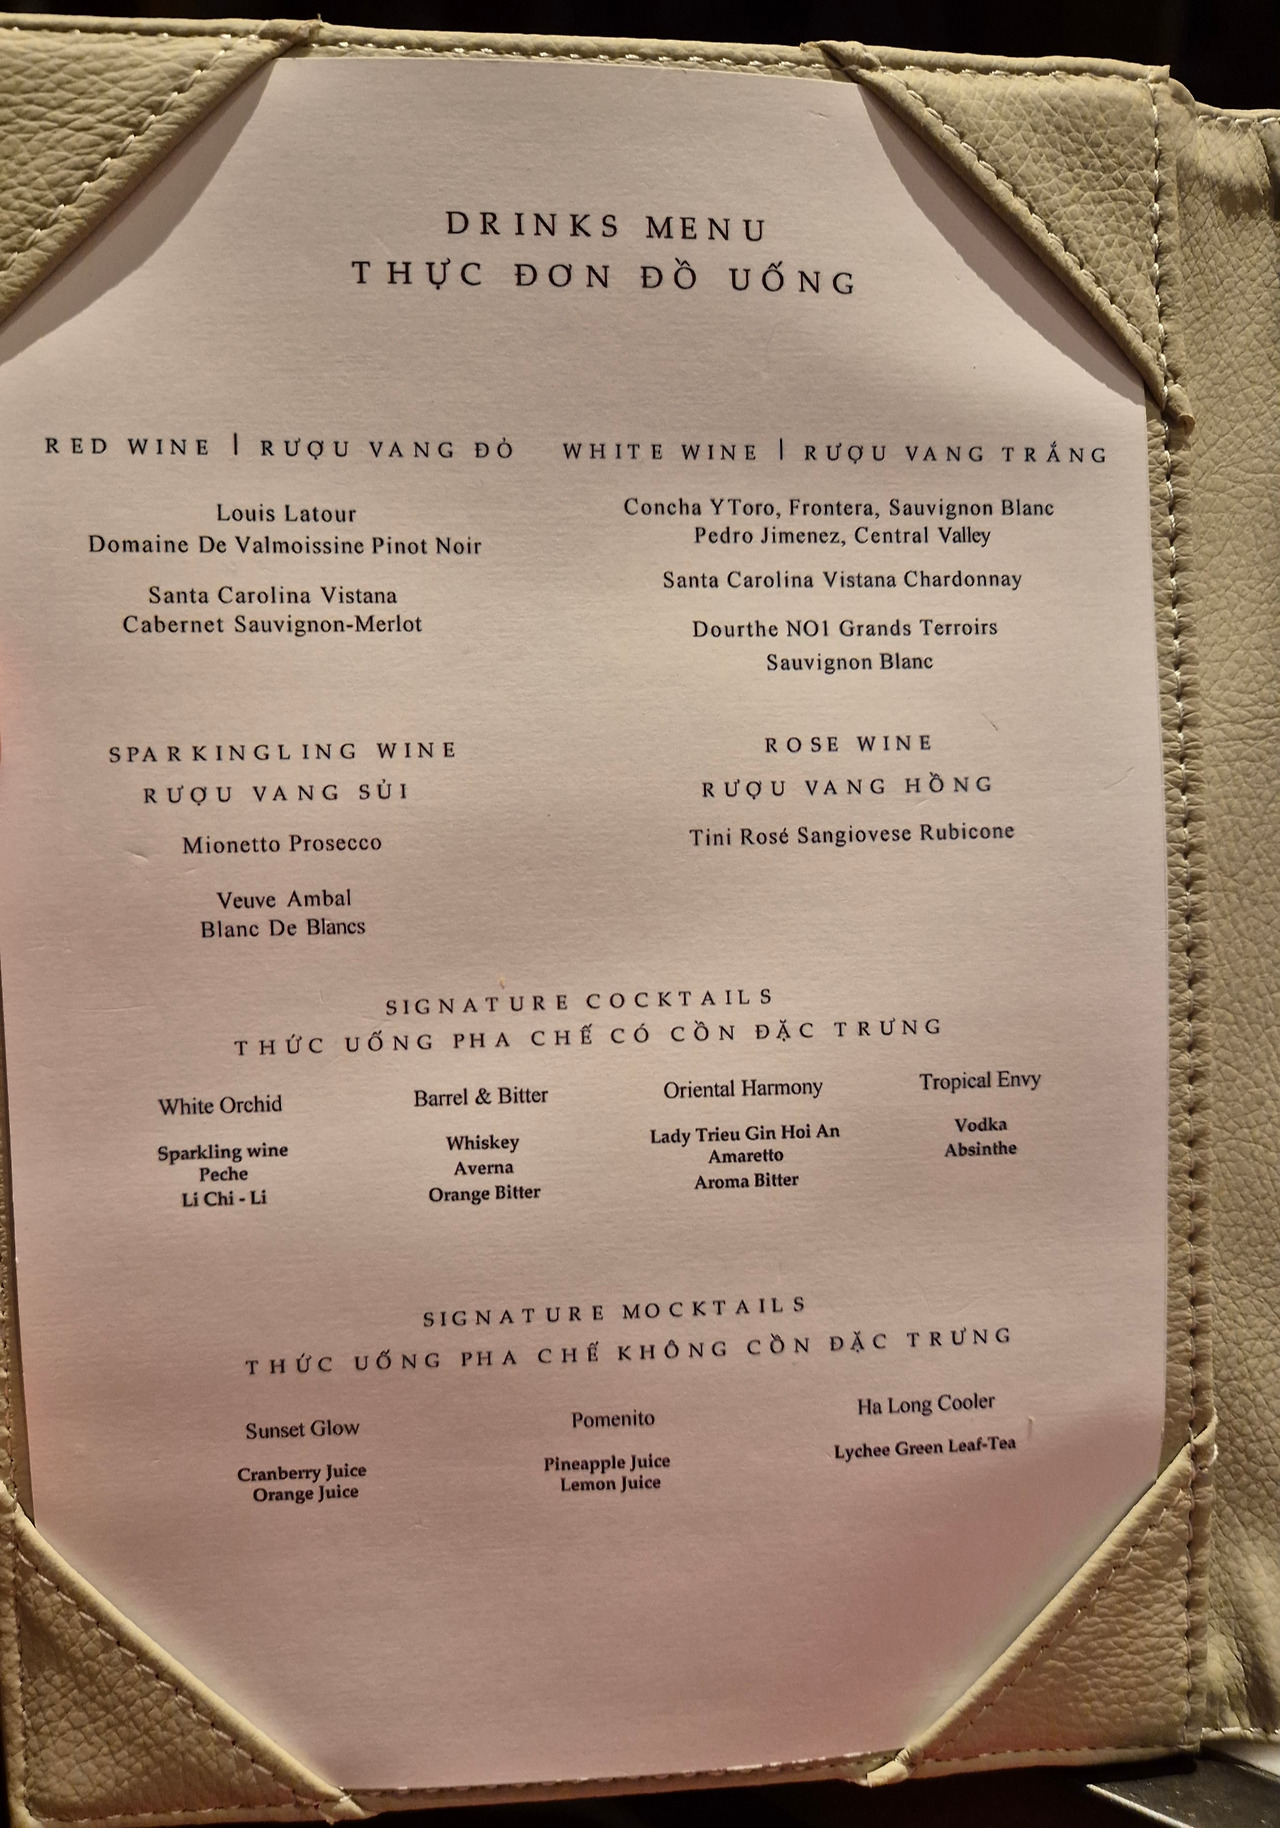 DRINKS MENU
THỰC ĐƠN ĐỒ UỐNG
RED WINE | RƯỢU VANG ĐỎ
Louis Latour
Domaine De Valmoissine Pinot Noir
Santa Carolina Vistana
Cabernet Sauvignon-Merlot
WHITE WINE | RƯỢU VANG TRẮNG
Concha YToro, Frontera, Sauvignon Blanc
Pedro Jimenez, Central Valley
Santa Carolina Vistana Chardonnay
Dourthe NO1 Grands Terroirs
Sauvignon Blanc
SPARKINGLING WINE
RƯỢU VANG SỦI
Mionetto Prosecco
Veuve Ambal
Blanc De Blancs
ROSE WINE
RƯỢU VANG HỒNG
Tini Rosé Sangiovese Rubicone
SIGNATURE COCKTAILS
THỨC UỐNG PHA CHẾ CÓ CỒN ĐẶC TRƯNG
White Orchid
Sparkling wine
Peche
Li Chi - Li
Barrel & Bitter
Whiskey
Averna
Orange Bitter
Oriental Harmony
Lady Trieu Gin Hoi An
Amaretto
Aroma Bitter
Tropical Envy
Vodka
Absinthe
SIGNATURE MOCKTAILS
THỨC UỐNG PHA CHẾ KHÔNG CỒN ĐẶC TRƯNG
Sunset Glow
Cranberry Juice
Orange Juice
Pomenito
Pineapple Juice
Lemon Juice
Ha Long Cooler
Lychee Green Leaf-Tea